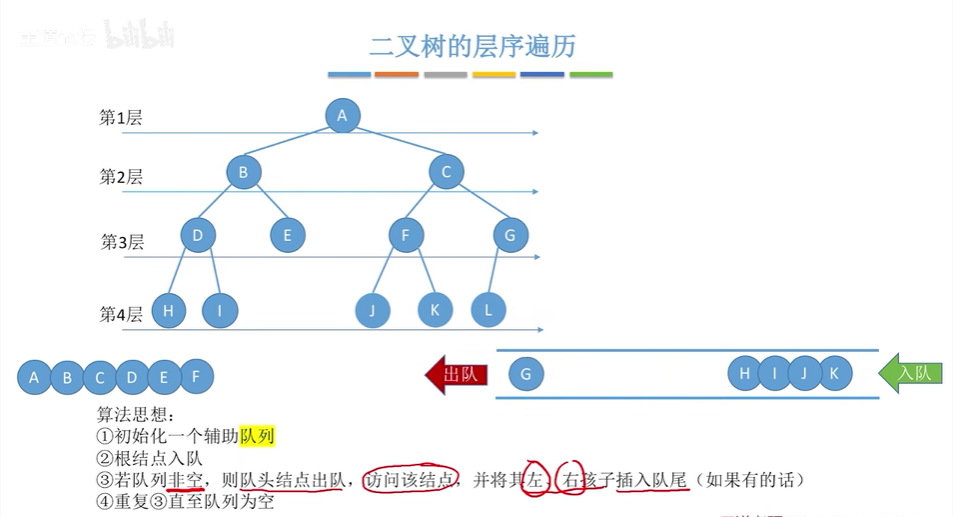 bilibili
二叉树的层序遍历
第1层
A
第2层
B C
第3层
D E F G
第4层
H I J K L
A B C D E F
出队
G H I J K
入队
算法思想：
①初始化一个辅助队列
②根结点入队
③若队列非空，则队头结点出队，访问该结点，并将其左、右孩子插入队尾（如果有的话）
④重复③直至队列为空